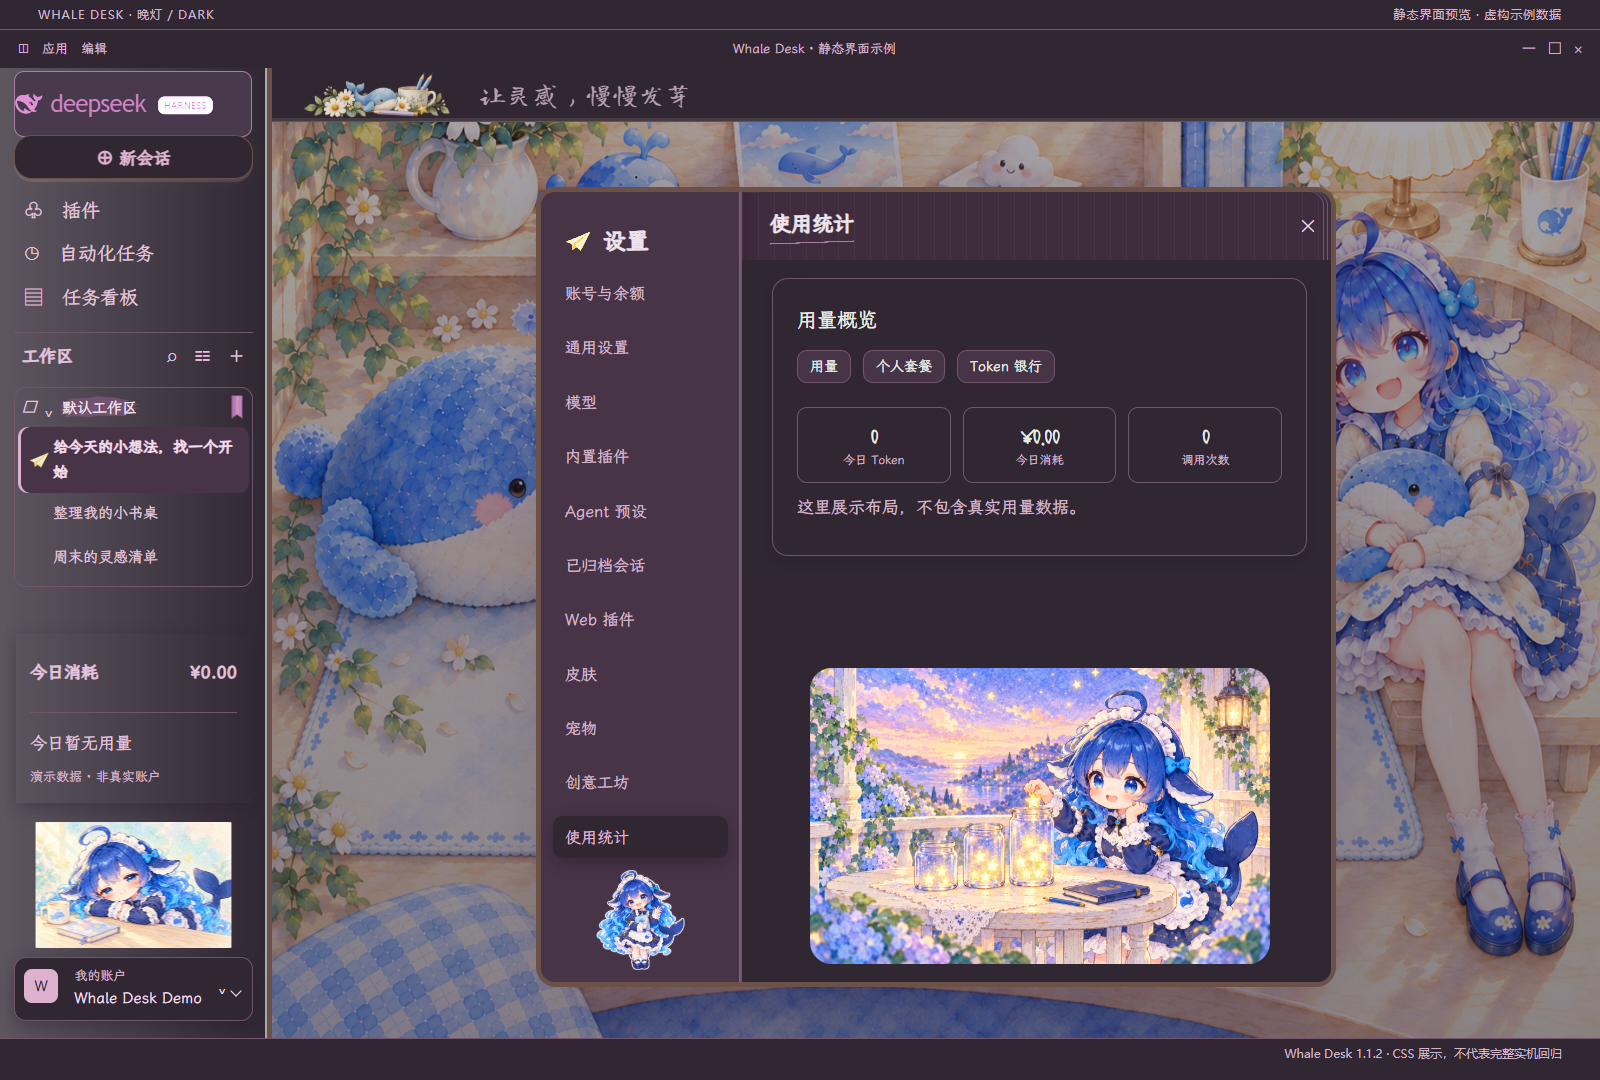 WHALE DESK · 晚灯 / DARK
静态界面预览 · 虚构示例数据
应用 编辑
Whale Desk · 静态界面示例
deepseek HARNESS
让灵感，慢慢发芽
新会话
插件
自动化任务
任务看板
工作区
默认工作区
给今天的小想法，找一个开
始
整理我的小书桌
周末的灵感清单
今日消耗 ¥0.00
今日暂无用量
演示数据 · 非真实账户
W
我的账户
Whale Desk Demo
设置
账号与余额
通用设置
模型
内置插件
Agent 预设
已归档会话
Web 插件
皮肤
宠物
创意工坊
使用统计
使用统计
用量概览
用量 个人套餐 Token 银行
0
今日 Token
¥0.00
今日消耗
0
调用次数
这里展示布局，不包含真实用量数据。
Whale Desk 1.1.2 · CSS 展示，不代表完整实机回归